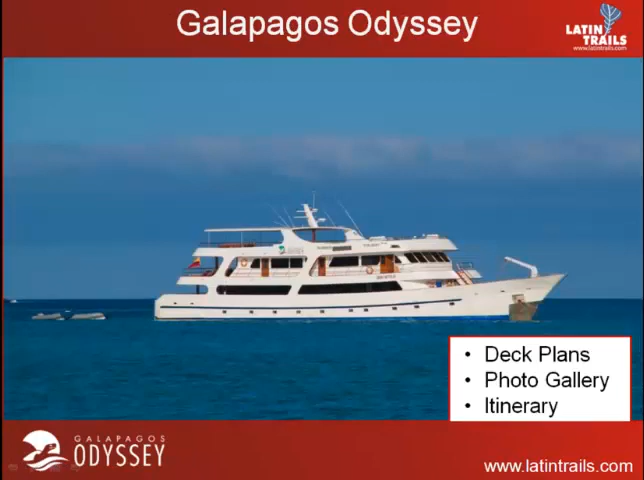 Galapagos Odyssey
LATIN
TRAILS
www.latintrails.com
• Deck Plans
• Photo Gallery
• Itinerary
GALAPAGOS
ODYSSEY
www.latintrails.com